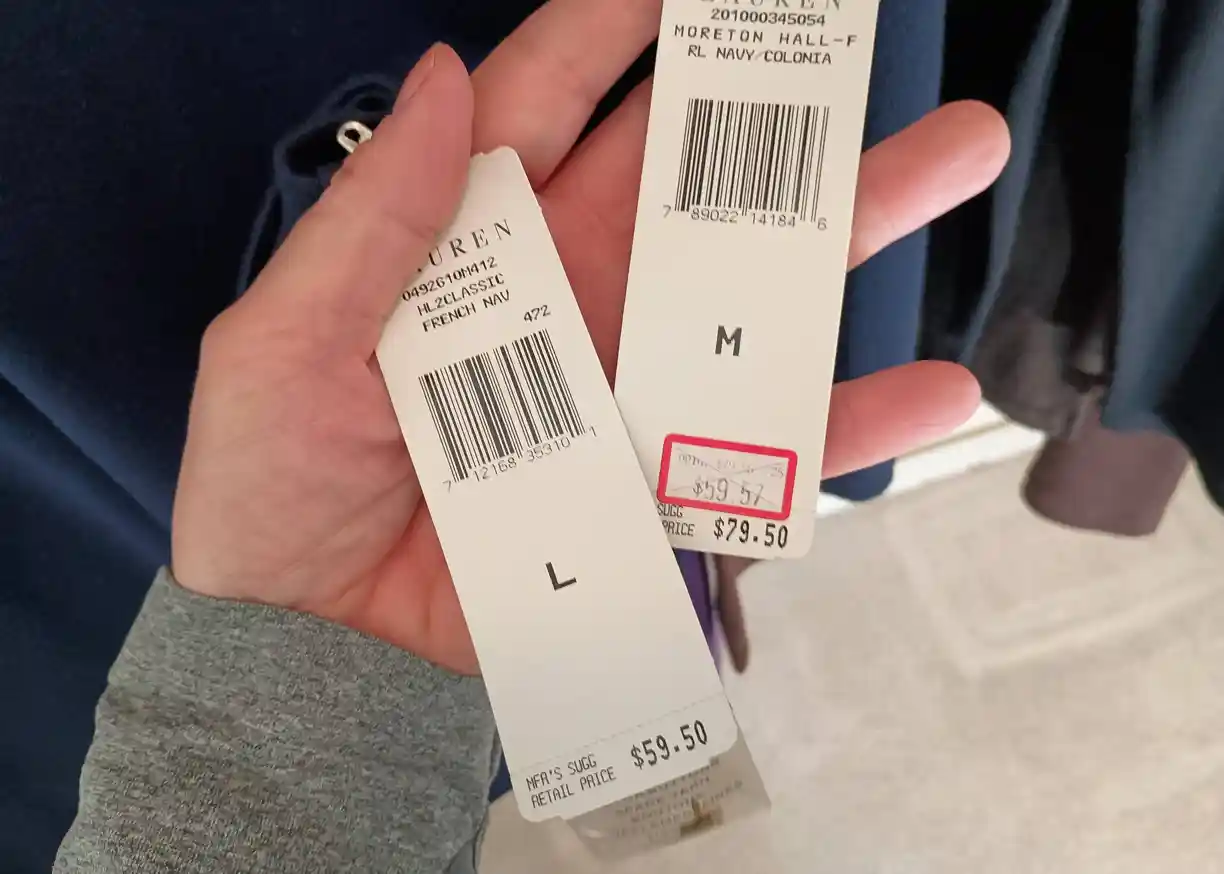 LAUREN
201000345054
MORETON HALL-F
RL NAVY/COLONIA
7 89022 14184 6
M
$59 57
SUGG
PRICE $79.50
UREN
0492610M412
HL2CLASSIC
FRENCH NAV
472
7 12168 35310 1
L
MFR'S SUGG
RETAIL PRICE $59.50